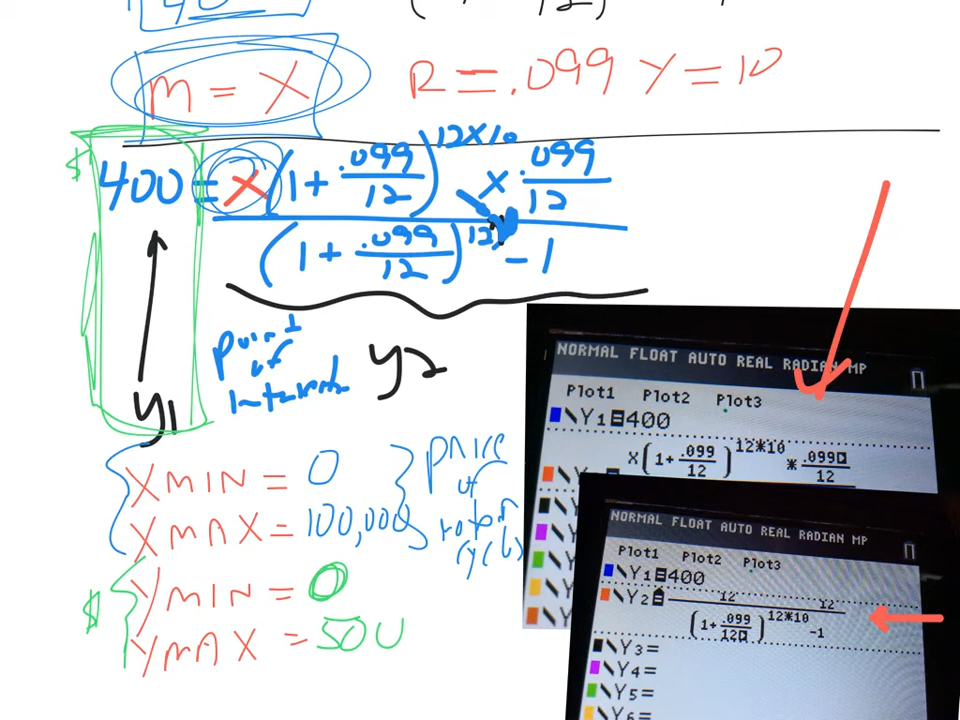 m = X R = .099 Y = 10
$ 400 = X (1 + .099/12)^12×10 × .099/12
(1 + .099/12)^12× - 1
point of
y1 y2
XMIN = 0
XMAX = 100,000
price of
YMIN = 0
$ YMAX = 500
NORMAL FLOAT AUTO REAL RADIAN MP
Plot1 Plot2 Plot3
\Y1=400
X(1+.099/12)^12*10 * .099/12
NORMAL FLOAT AUTO REAL RADIAN MP
Plot1 Plot2 Plot3
\Y1=400
\Y2= 12 12
(1+.099/12)^12*10 -1
\Y3=
\Y4=
\Y5=
\Y6=